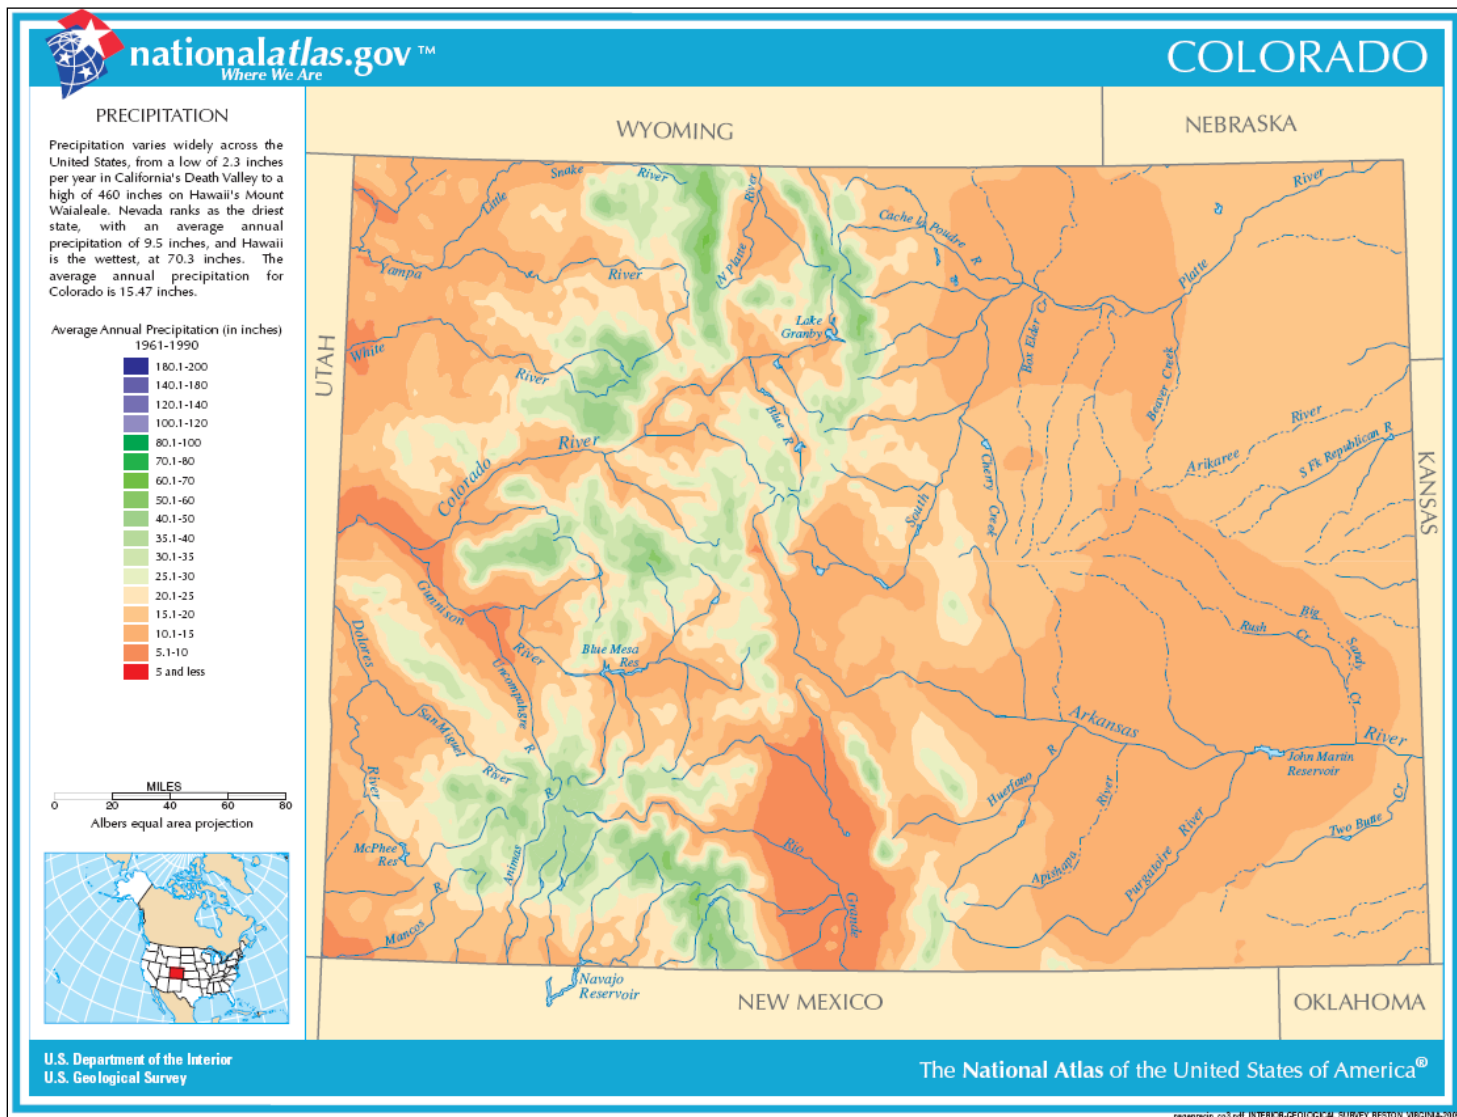 nationalatlas.gov ™
Where We Are
COLORADO
PRECIPITATION
Precipitation varies widely across the
United States, from a low of 2.3 inches
per year in California's Death Valley to a
high of 460 inches on Hawaii's Mount
Waialeale. Nevada ranks as the driest
state, with an average annual
precipitation of 9.5 inches, and Hawaii
is the wettest, at 70.3 inches. The
average annual precipitation for
Colorado is 15.47 inches.
Average Annual Precipitation (in inches)
1961-1990
180.1-200
140.1-180
120.1-140
100.1-120
80.1-100
70.1-80
60.1-70
50.1-60
40.1-50
35.1-40
30.1-35
25.1-30
20.1-25
15.1-20
10.1-15
5.1-10
5 and less
MILES
0 20 40 60 80
Albers equal area projection
WYOMING
NEBRASKA
UTAH
KANSAS
NEW MEXICO
OKLAHOMA
Little Snake River
Yampa River
White River
N Platte River
Cache la Poudre R
Lake
Granby
Platte River
Box Elder Cr
Beaver Creek
Blue R
Colorado River
South
Cherry Creek
Arikaree River
S Fk Republican R
Gunnison River
Dolores River
Uncompahgre R
Blue Mesa
Res
San Miguel River
Rush Cr
Big Sandy Cr
Arkansas River
John Martin
Reservoir
Huerfano R
Apishapa River
Purgatoire River
Two Butte Cr
McPhee
Res
Mancos R
Animas R
Rio Grande
Navajo
Reservoir
U.S. Department of the Interior
U.S. Geological Survey
The National Atlas of the United States of America®